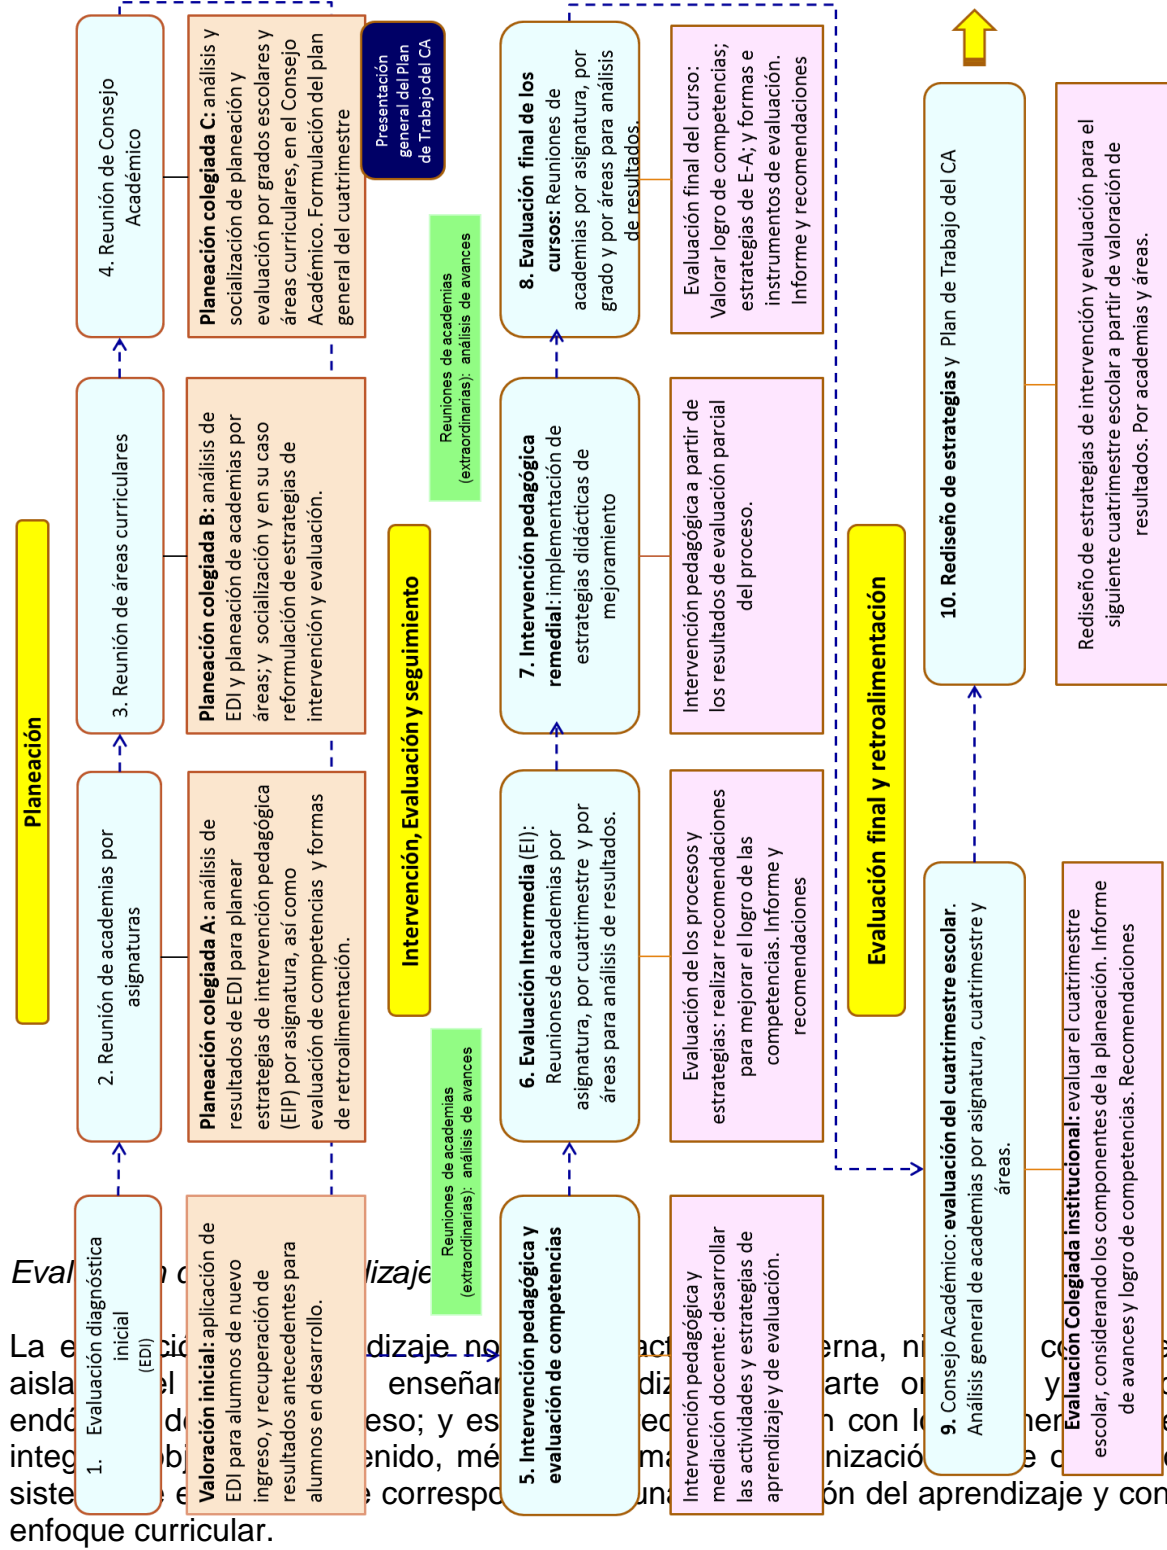 Planeación
1. Evaluación diagnóstica
inicial
(EDI)
2. Reunión de academias por
asignaturas
3. Reunión de áreas curriculares
4. Reunión de Consejo
Académico
Valoración inicial: aplicación de
EDI para alumnos de nuevo
ingreso, y recuperación de
resultados antecedentes para
alumnos en desarrollo.
Planeación colegiada A: análisis de
resultados de EDI para planear
estrategias de intervención pedagógica
(EIP) por asignatura, así como
evaluación de competencias y formas
de retroalimentación.
Planeación colegiada B: análisis de
EDI y planeación de academias por
áreas; y socialización y en su caso
reformulación de estrategias de
intervención y evaluación.
Planeación colegiada C: análisis y
socialización de planeación y
evaluación por grados escolares y
áreas curriculares, en el Consejo
Académico. Formulación del plan
general del cuatrimestre
Presentación
general del Plan
de Trabajo del CA
Intervención, Evaluación y seguimiento
Reuniones de academias
(extraordinarias): análisis de avances
Reuniones de academias
(extraordinarias): análisis de avances
5. Intervención pedagógica y
evaluación de competencias
6. Evaluación Intermedia (EI):
Reuniones de academias por
asignatura, por cuatrimestre y por
áreas para análisis de resultados.
7. Intervención pedagógica
remedial: implementación de
estrategias didácticas de
mejoramiento
8. Evaluación final de los
cursos: Reuniones de
academias por asignatura, por
grado y por áreas para análisis
de resultados.
Intervención pedagógica y
mediación docente: desarrollar
las actividades y estrategias de
aprendizaje y de evaluación.
Evaluación de los procesos y
estrategias: realizar recomendaciones
para mejorar el logro de las
competencias. Informe y
recomendaciones
Intervención pedagógica a partir de
los resultados de evaluación parcial
del proceso.
Evaluación final del curso:
Valorar logro de competencias;
estrategias de E-A; y formas e
instrumentos de evaluación.
Informe y recomendaciones
Evaluación final y retroalimentación
9. Consejo Académico: evaluación del cuatrimestre escolar.
Análisis general de academias por asignatura, cuatrimestre y
áreas.
10. Rediseño de estrategias y Plan de Trabajo del CA
Evaluación Colegiada institucional: evaluar el cuatrimestre
escolar, considerando los componentes de la planeación. Informe
de avances y logro de competencias. Recomendaciones
Rediseño de estrategias de intervención y evaluación para el
siguiente cuatrimestre escolar a partir de valoración de
resultados. Por academias y áreas.
La
enseñan
y
y con
del aprendizaje y con
enfoque curricular.